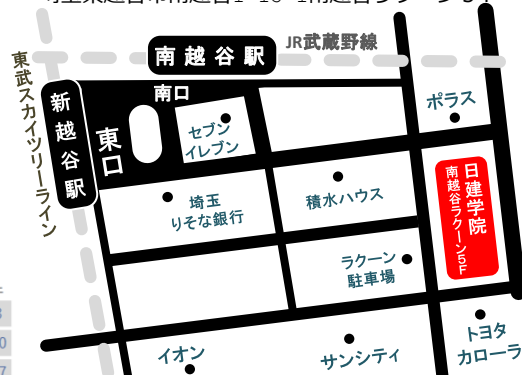 南越谷駅
JR武蔵野線
東武スカイツリーライン
新越谷駅
南口
東口
セブン
イレブン
ポラス
埼玉
りそな銀行
積水ハウス
日建学院
南越谷ラクーン5F
ラクーン
駐車場
イオン
サンシティ
トヨタ
カローラ